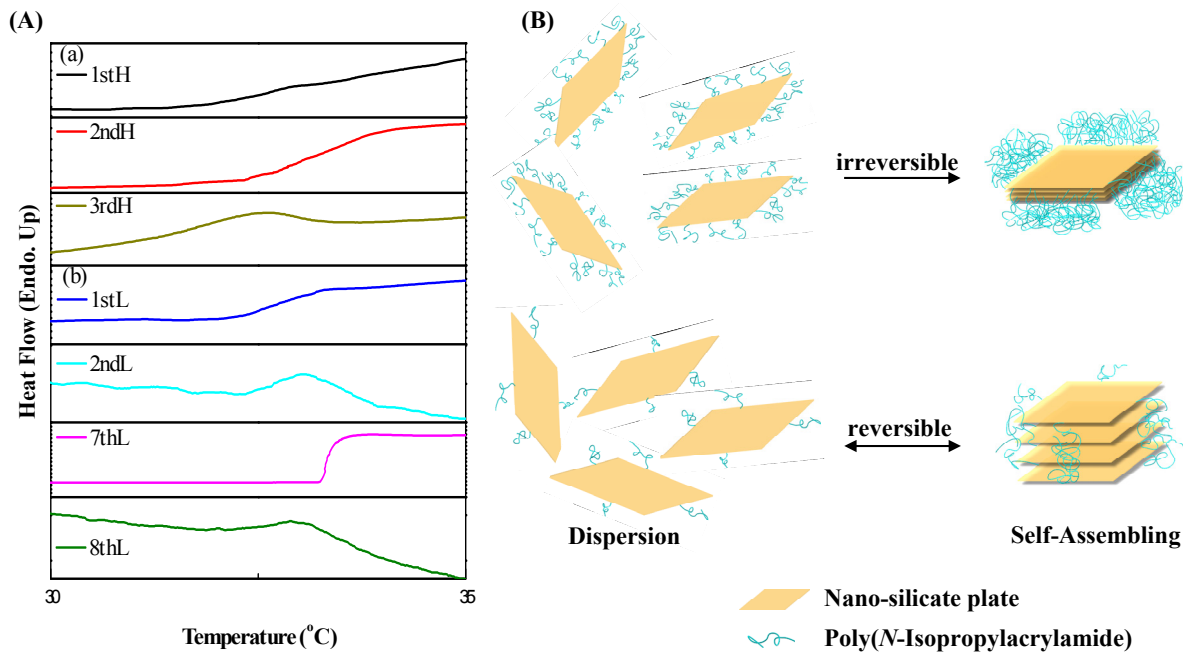 (A)
(a)
1stH
2ndH
3rdH
(b)
1stL
2ndL
7thL
8thL
Heat Flow (Endo. Up)
30
35
Temperature (°C)
(B)
irreversible
reversible
Dispersion
Self-Assembling
Nano-silicate plate
Poly(N-Isopropylacrylamide)